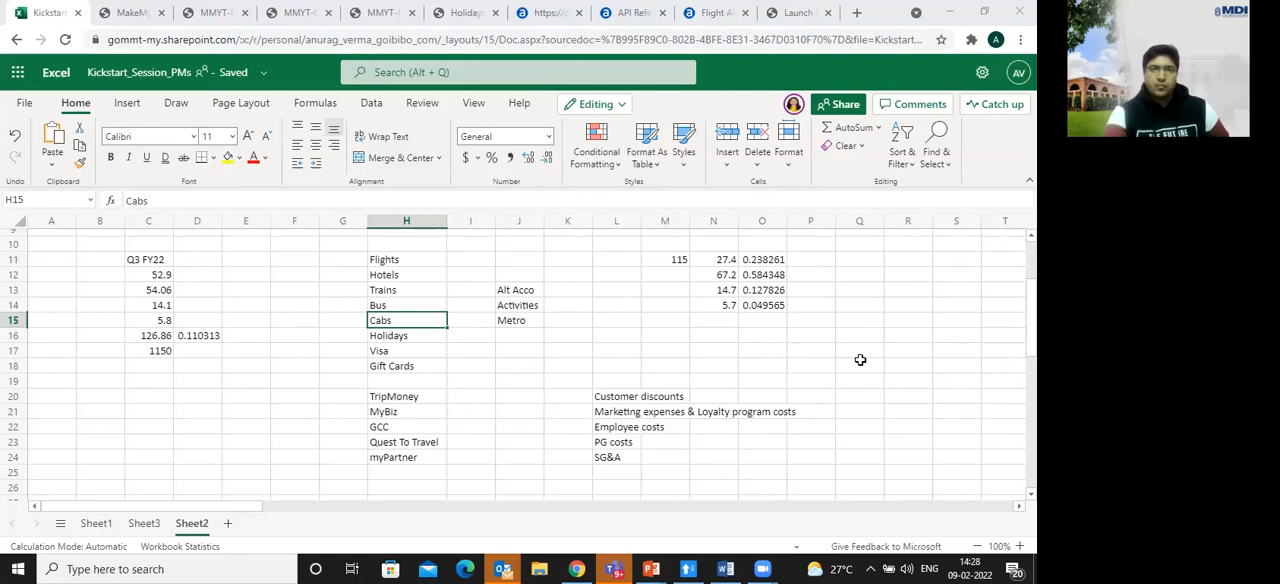 Kickstart
MakeMy
MMYT-F
MMYT-C
MMYT-F
Holidays
https://c
API Refe
Flight A
Launch
gommt-my.sharepoint.com/:x:/r/personal/anurag_verma_goibibo_com/_layouts/15/Doc.aspx?sourcedoc=%7B995F89C0-802B-4BFE-8E31-3467D0310F70%7D&file=Kickstart...
A
Excel
Kickstart_Session_PMs - Saved
Search (Alt + Q)
AV
File Home Insert Draw Page Layout Formulas Data Review View Help Editing Share Comments Catch up
Calibri 11 Wrap Text General AutoSum
Paste Merge & Center Conditional Formatting Format As Table Styles Insert Delete Format Clear Sort & Filter Find & Select
Undo Clipboard Font Alignment Number Styles Cells Editing
H15 fx Cabs
A B C D E F G H I J K L M N O P Q R S T
10
11 Q3 FY22 Flights 115 27.4 0.238261
12 52.9 Hotels 67.2 0.584348
13 54.06 Trains Alt Acco 14.7 0.127826
14 14.1 Bus Activities 5.7 0.049565
15 5.8 Cabs Metro
16 126.86 0.110313 Holidays
17 1150 Visa
18 Gift Cards
19
20 TripMoney Customer discounts
21 MyBiz Marketing expenses & Loyalty program costs
22 GCC Employee costs
23 Quest To Travel PG costs
24 myPartner SG&A
25
26
Sheet1 Sheet3 Sheet2
Calculation Mode: Automatic Workbook Statistics Give Feedback to Microsoft 100%
Type here to search 9+ 27°C ENG 14:28
09-02-2022 20
MDI